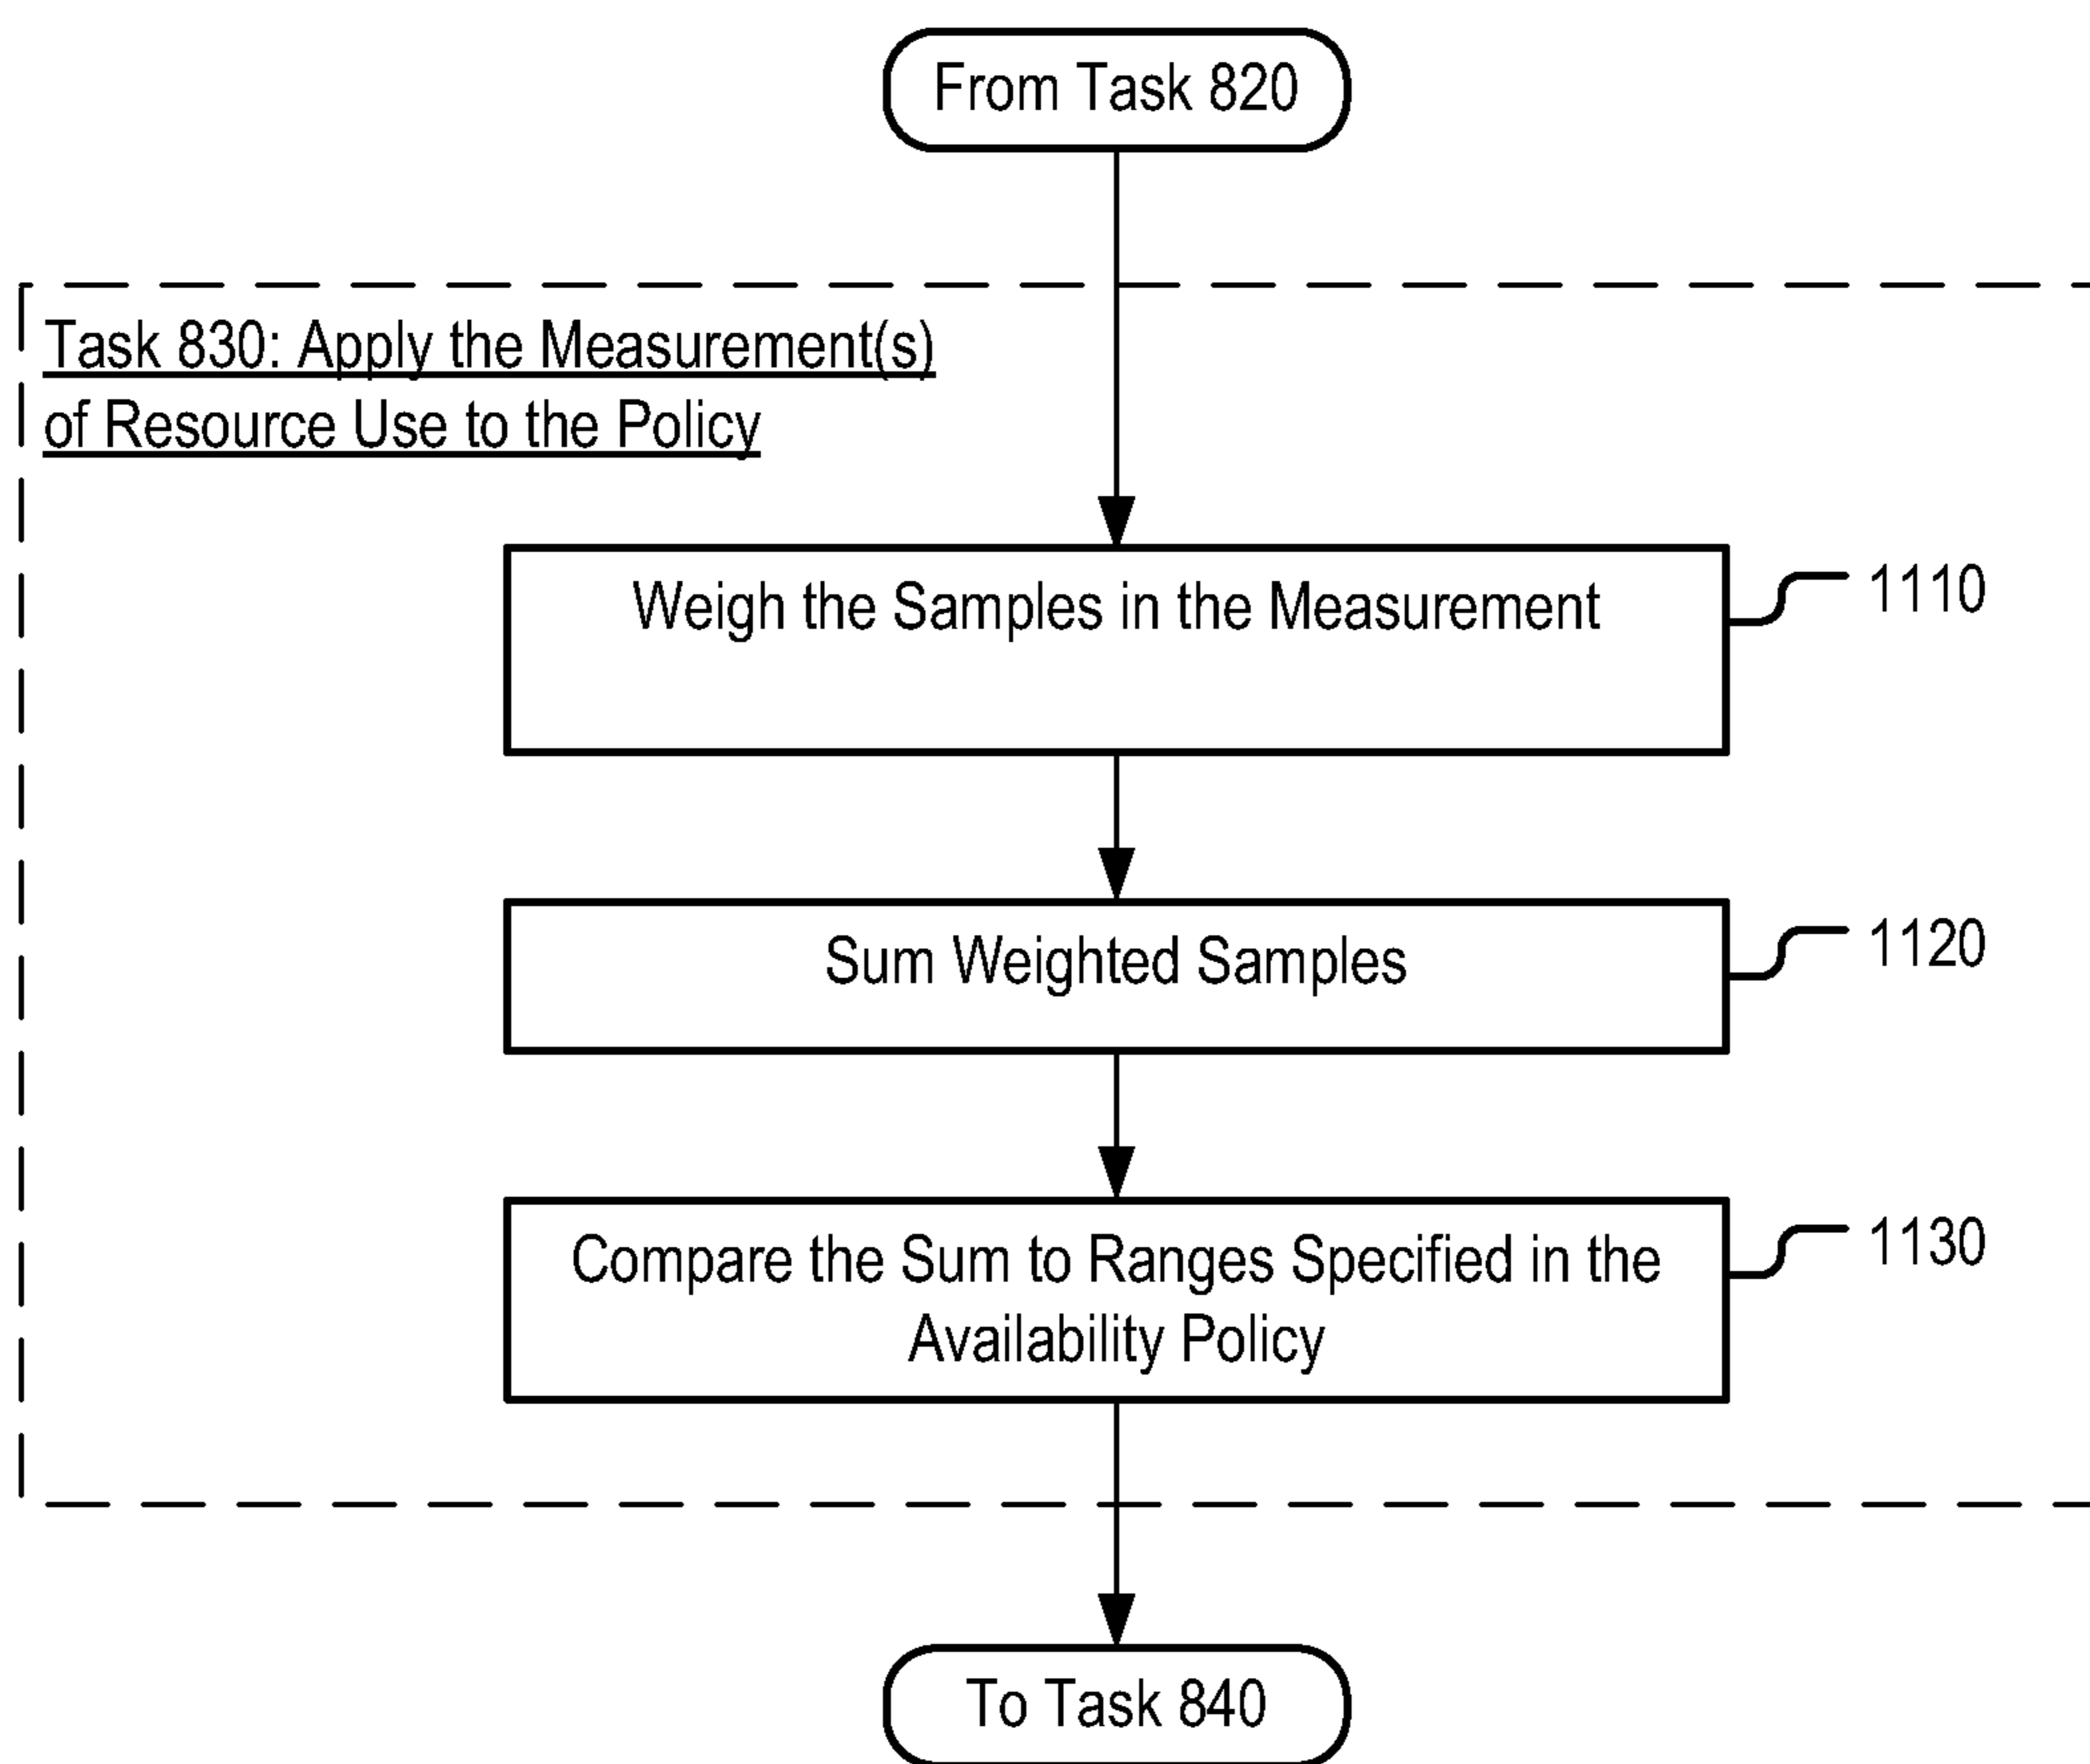 From Task 820
Task 830: Apply the Measurement(s)
of Resource Use to the Policy
Weigh the Samples in the Measurement
1110
Sum Weighted Samples
1120
Compare the Sum to Ranges Specified in the
Availability Policy
1130
To Task 840